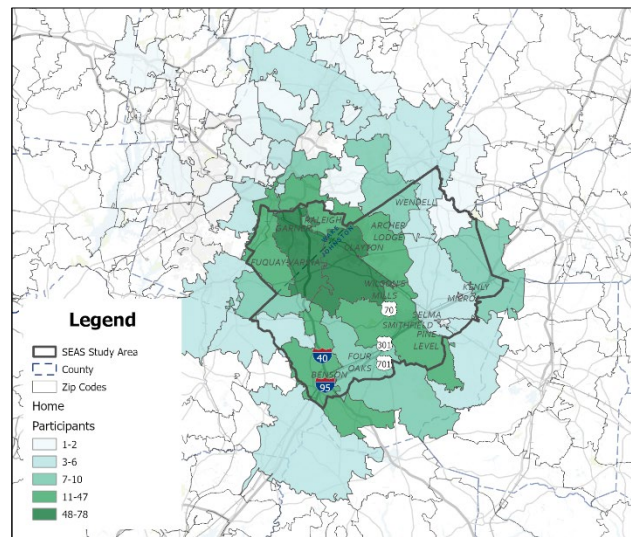 WENDELL
RALEIGH
GARNER
ARCHER
LODGE
WAKE
JOHNSTON
CLAYTON
FUQUAY-VARINA
WILSON'S
MILLS
KENLY
MICRO
70
SELMA
SMITHFIELD
PINE
LEVEL
301
701
40
FOUR
OAKS
BENSON
95
Legend
SEAS Study Area
County
Zip Codes
Home
Participants
1-2
3-6
7-10
11-47
48-78